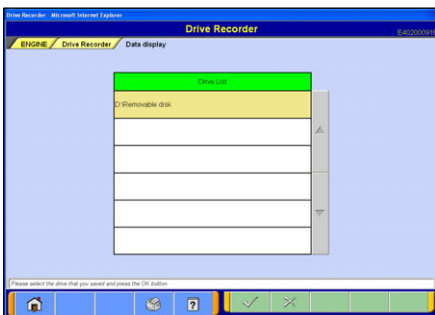 Drive Recorder - Microsoft Internet Explorer
Drive Recorder
E402000916
ENGINE Drive Recorder Data display
Drive List
D:\Removable disk
Please select the drive that you saved and press the OK button.
?